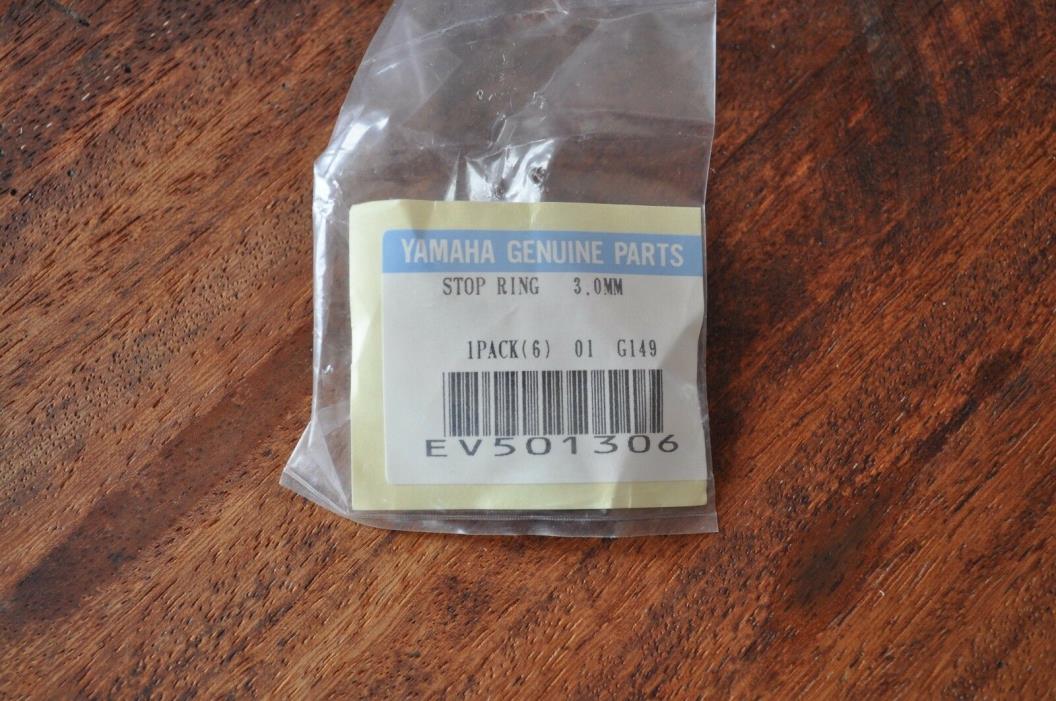 YAMAHA GENUINE PARTS
STOP RING 3.0MM
1PACK(6) 01 G149
EV501306